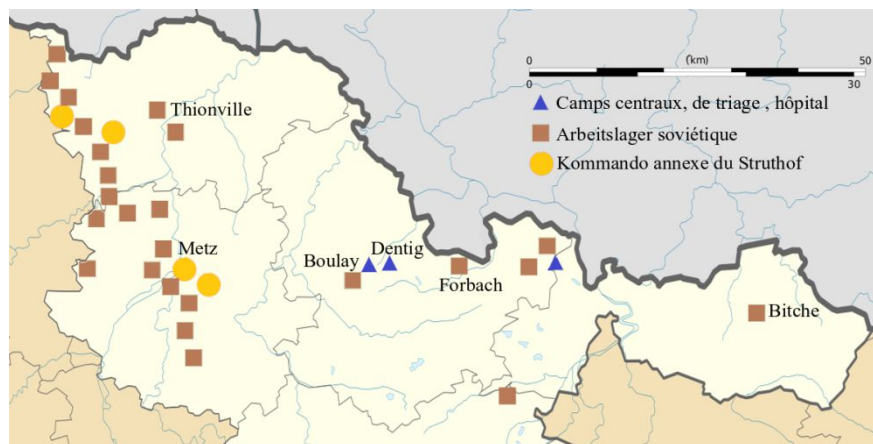 0 50
(km)
0 30
Camps centraux, de triage , hôpital
Arbeitslager soviétique
Kommando annexe du Struthof
Thionville
Metz
Boulay
Dentig
Forbach
Bitche